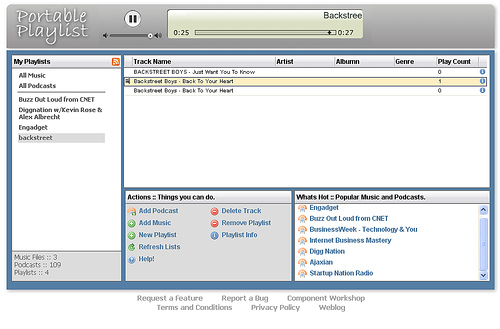 Portable
Playlist
Backstree
0:25
0:27
My Playlists
All Music
All Podcasts
Buzz Out Loud from CNET
Diggnation w/Kevin Rose &
Alex Albrecht
Engadget
backstreet
Music Files :: 3
Podcasts :: 109
Playlists :: 4
Track Name Artist Albumn Genre Play Count
BACKSTREET BOYS - Just Want You To Know 0
Backstreet Boys - Back To Your Heart 1
Backstreet Boys - Back To Your Heart 0
Actions :: Things you can do.
Add Podcast Delete Track
Add Music Remove Playlist
New Playlist Playlist Info
Refresh Lists
Help!
Whats Hot :: Popular Music and Podcasts.
Engadget
Buzz Out Loud from CNET
BusinessWeek - Technology & You
Internet Business Mastery
Digg Nation
Ajaxian
Startup Nation Radio
Request a Feature Report a Bug Component Workshop
Terms and Conditions Privacy Policy Weblog